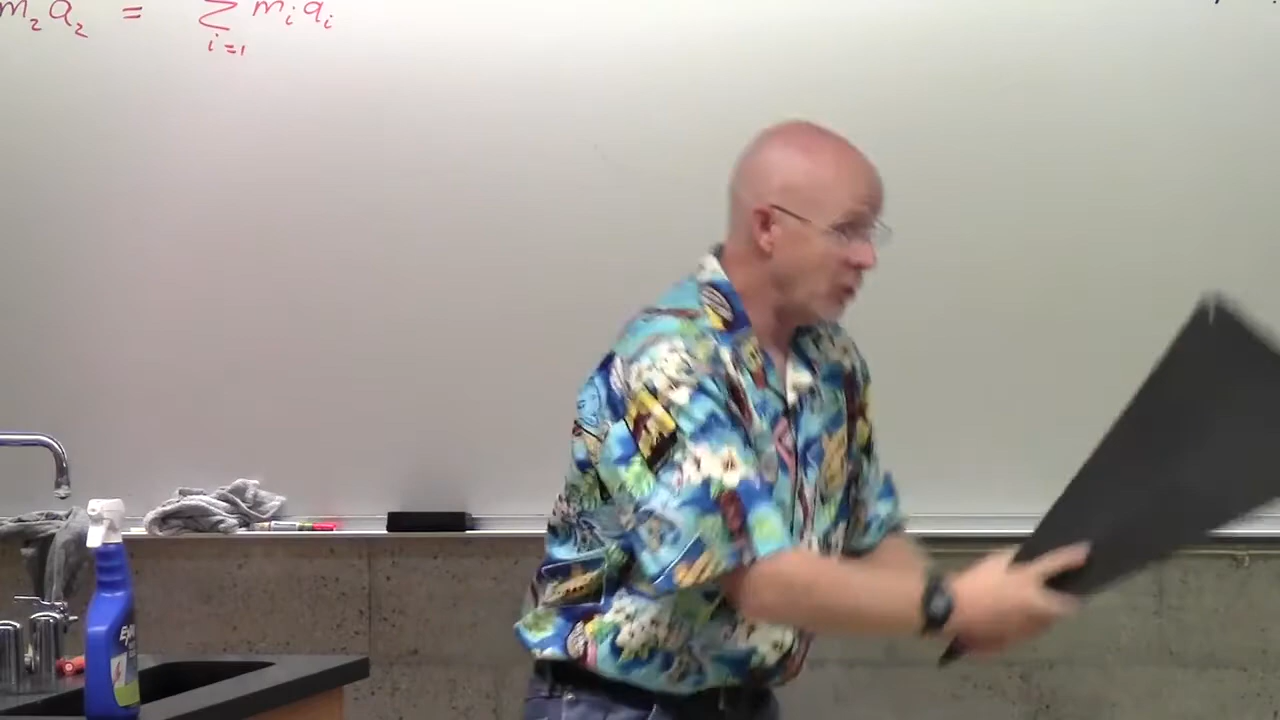 m₂a₂ = Σ mᵢaᵢ
i=1